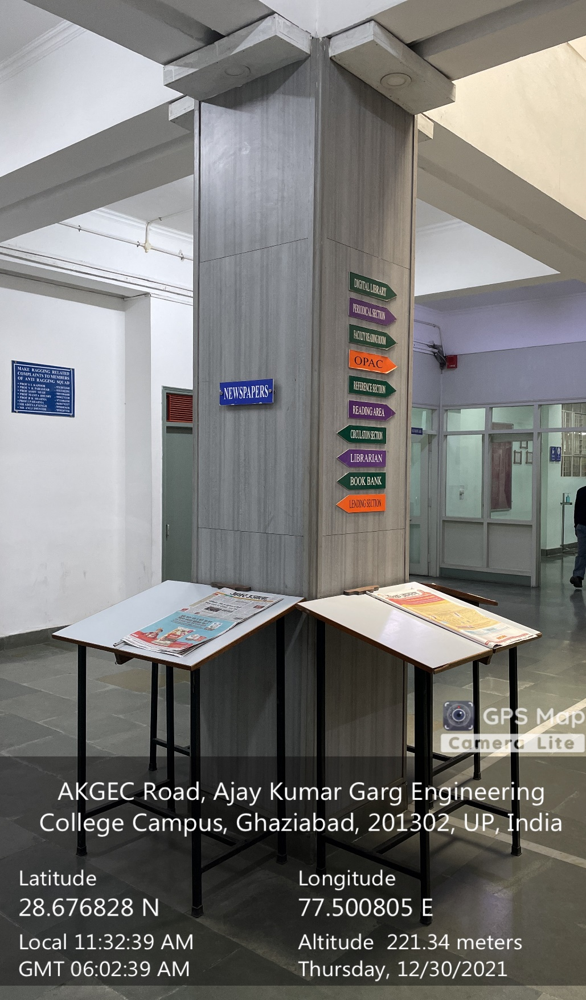 DIGITAL LIBRARY
PERIODICAL SECTION
FACULTY READING ROOM
OPAC
REFERENCE SECTION
READING AREA
CIRCULATION SECTION
LIBRARIAN
BOOK BANK
LENDING SECTION
NEWSPAPERS
MAKE RAGGING RELATED
COMPLAINTS TO MEMBERS
OF ANTI RAGGING SQUAD
अमर उजाला
GPS Map
Camera Lite
AKGEC Road, Ajay Kumar Garg Engineering
College Campus, Ghaziabad, 201302, UP, India
Latitude
28.676828 N
Longitude
77.500805 E
Local 11:32:39 AM
GMT 06:02:39 AM
Altitude 221.34 meters
Thursday, 12/30/2021